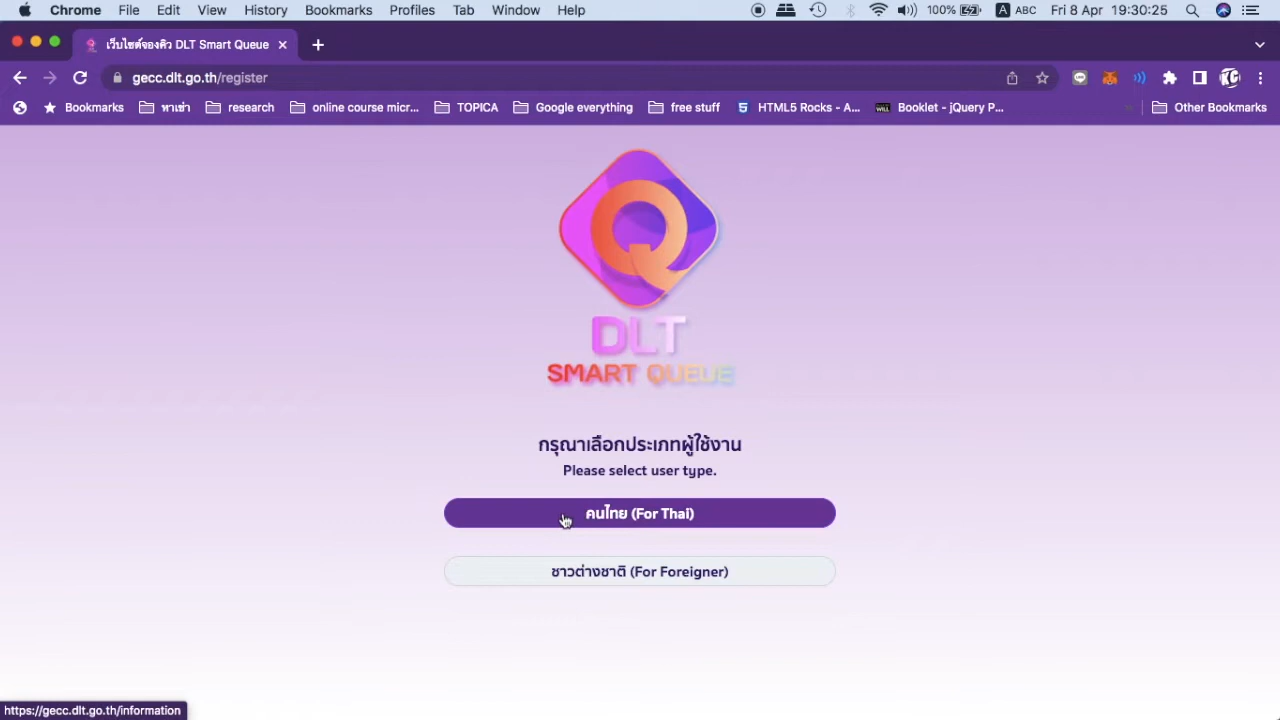 Chrome File Edit View History Bookmarks Profiles Tab Window Help 100% A ABC Fri 8 Apr 19:30:25
เว็บไซต์จองคิว DLT Smart Queue
gecc.dlt.go.th/register
Bookmarks หาเช่า research online course micr... TOPICA Google everything free stuff HTML5 Rocks - A... Booklet - jQuery P... Other Bookmarks
Q
DLT
SMART QUEUE
กรุณาเลือกประเภทผู้ใช้งาน
Please select user type.
คนไทย (For Thai)
ชาวต่างชาติ (For Foreigner)
https://gecc.dlt.go.th/information